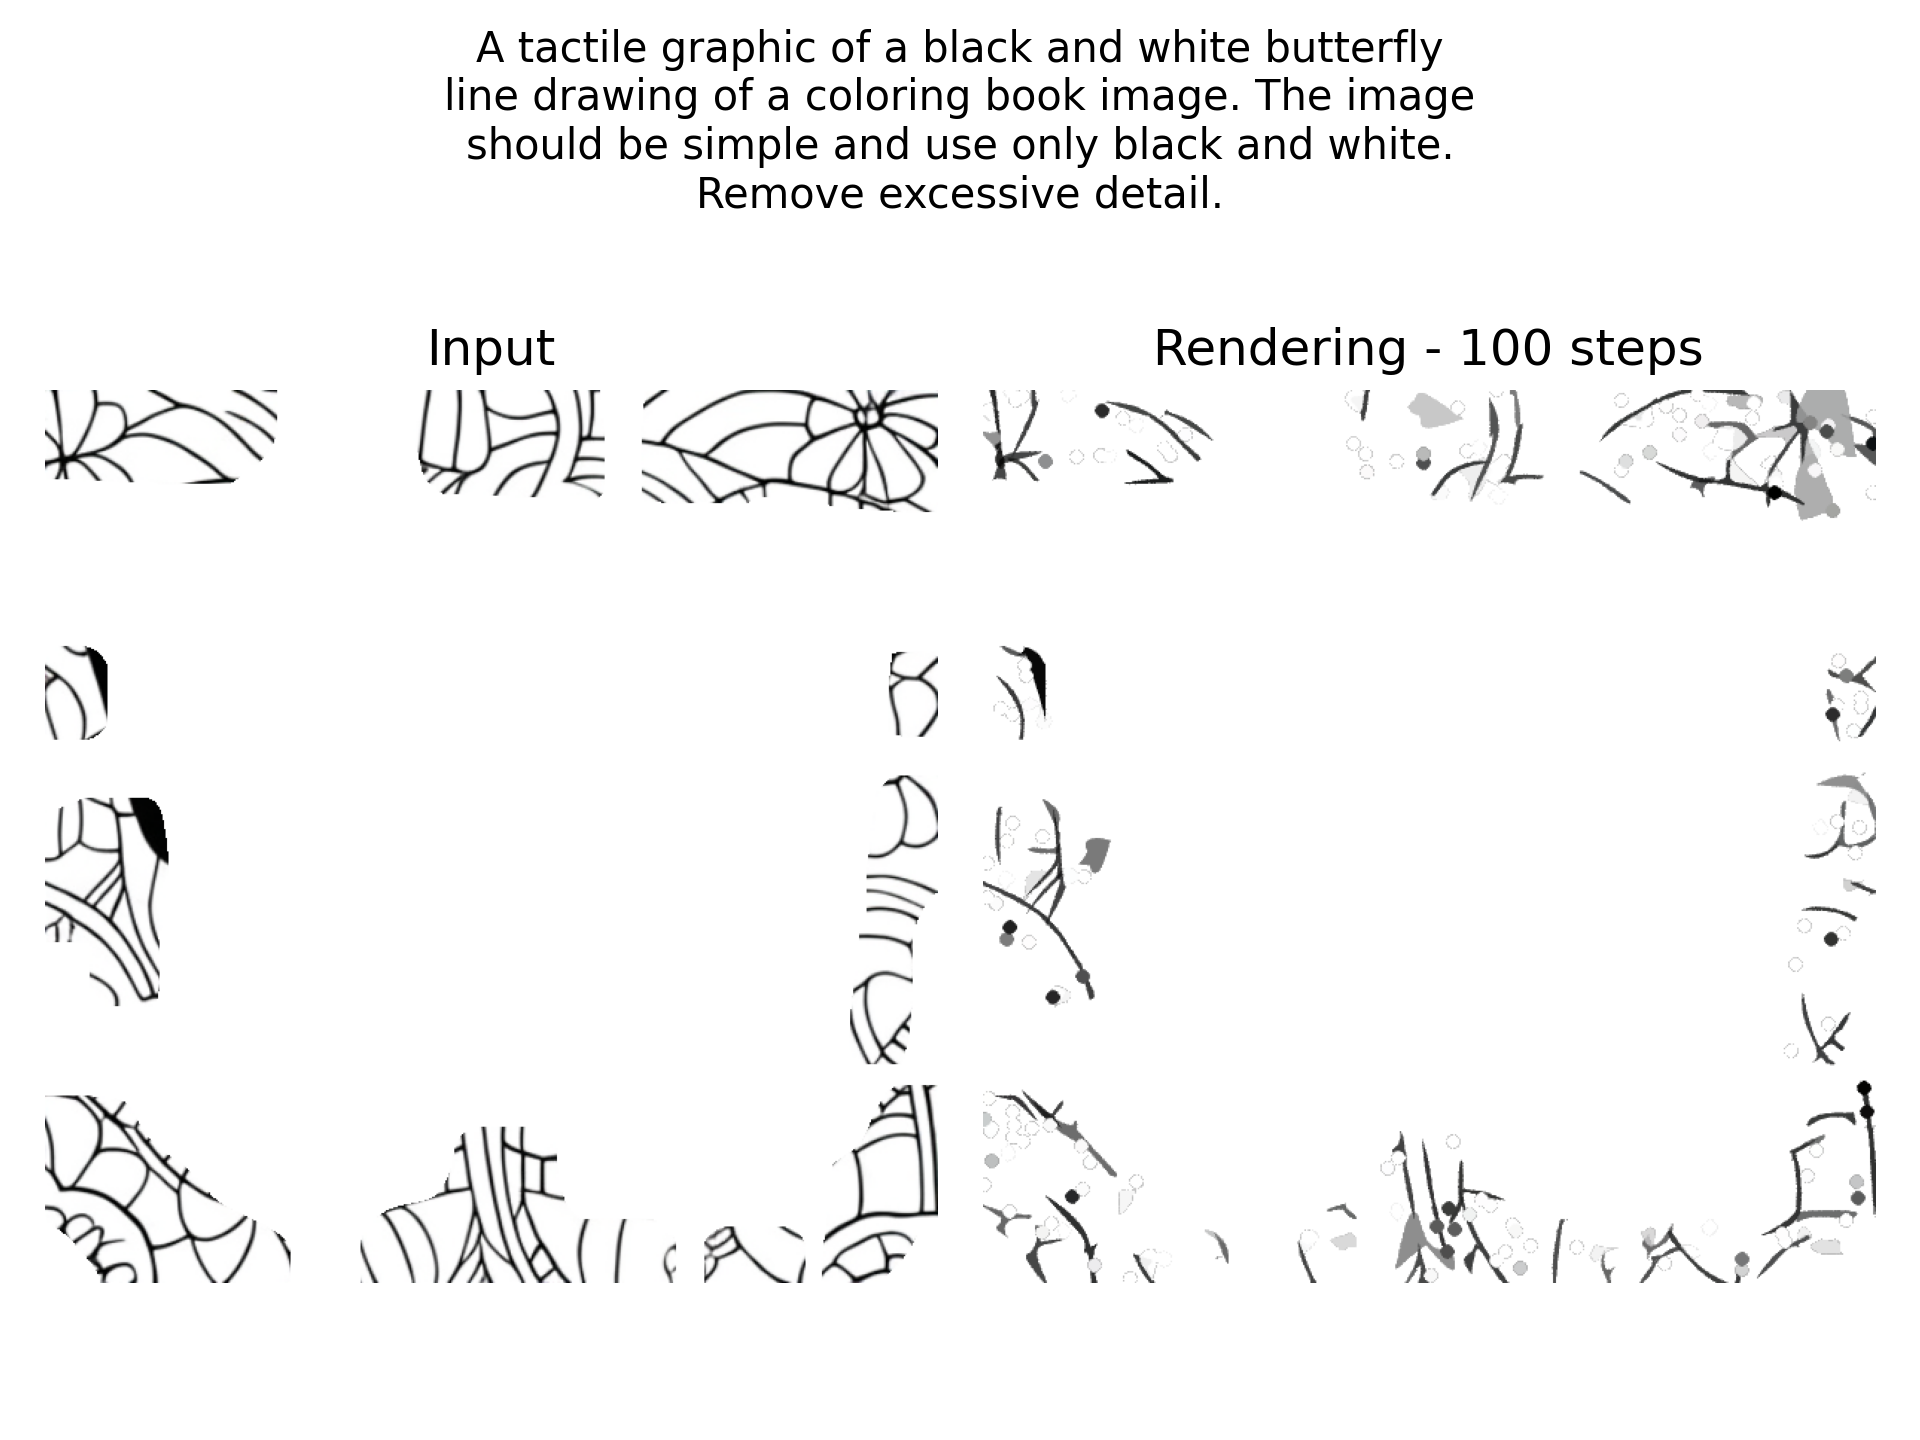 A tactile graphic of a black and white butterfly
line drawing of a coloring book image. The image
should be simple and use only black and white.
Remove excessive detail.
Input
Rendering - 100 steps